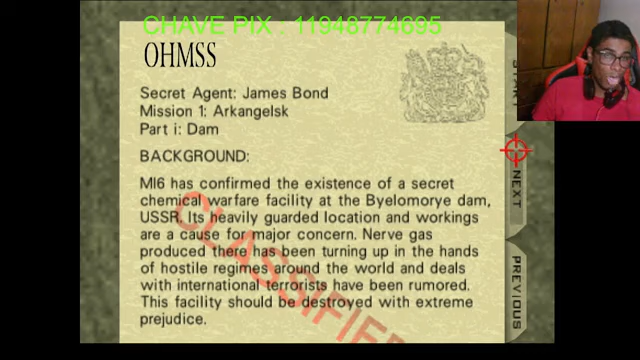 CHAVE PIX : 11948774695
OHMSS
Secret Agent: James Bond
Mission 1: Arkangelsk
Part i: Dam
BACKGROUND:
MI6 has confirmed the existence of a secret
chemical warfare facility at the Byelomorye dam,
USSR. Its heavily guarded location and workings
are a cause for major concern. Nerve gas
produced there has been turning up in the hands
of hostile regimes around the world and deals
with international terrorists have been rumored.
This facility should be destroyed with extreme
prejudice.
CLASSIFIE
START
NEXT
PREVIOUS